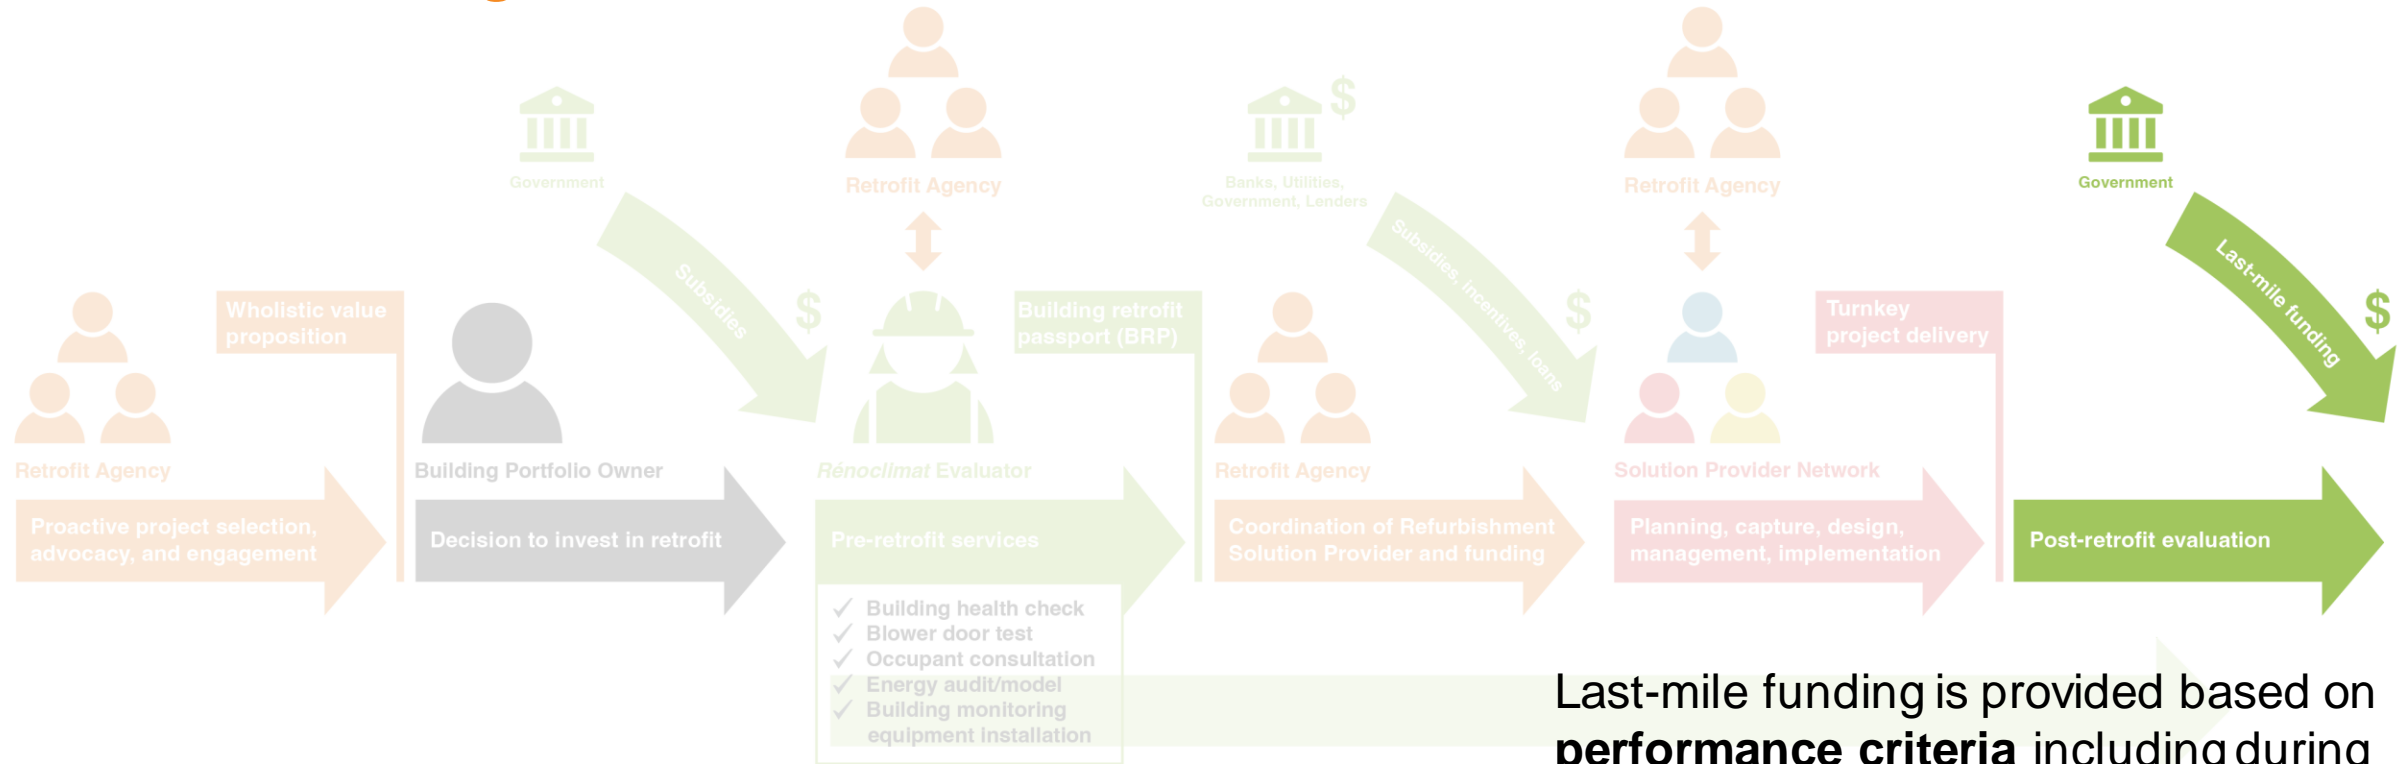 $
Government
Retrofit Agency
Banks, Utilities,
Government, Lenders
Retrofit Agency
Government
Subsidies
$
Subsidies, incentives, loans
$
Last-mile funding
$
Wholistic value
proposition
Building retrofit
passport (BRP)
Turnkey
project delivery
Retrofit Agency
Building Portfolio Owner
Rénoclimat Evaluator
Retrofit Agency
Solution Provider Network
Proactive project selection,
advocacy, and engagement
Decision to invest in retrofit
Pre-retrofit services
Coordination of Refurbishment
Solution Provider and funding
Planning, capture, design,
management, implementation
Post-retrofit evaluation
✓ Building health check
✓ Blower door test
✓ Occupant consultation
✓ Energy audit/model
✓ Building monitoring
equipment installation
Last-mile funding is provided based on
performance criteria including during